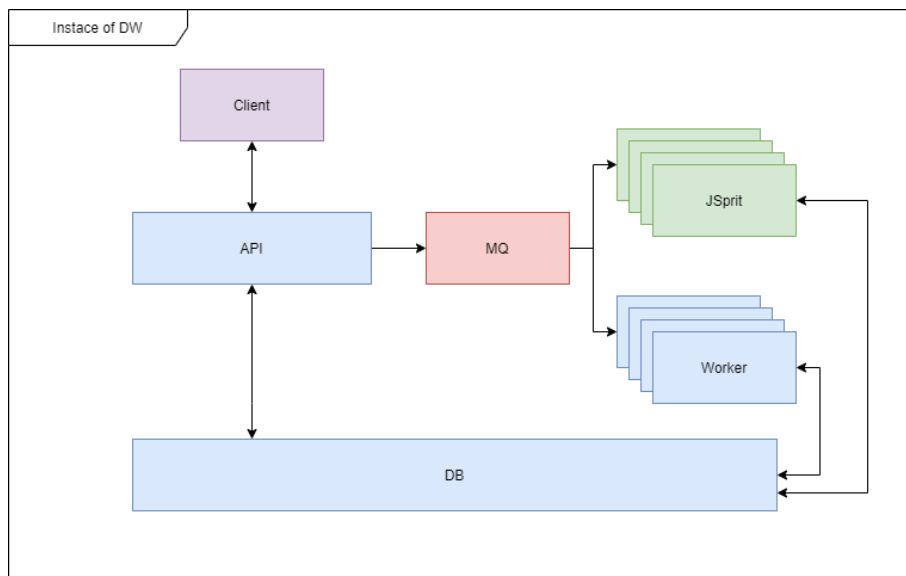 Instace of DW
Client
API
MQ
JSprit
Worker
DB